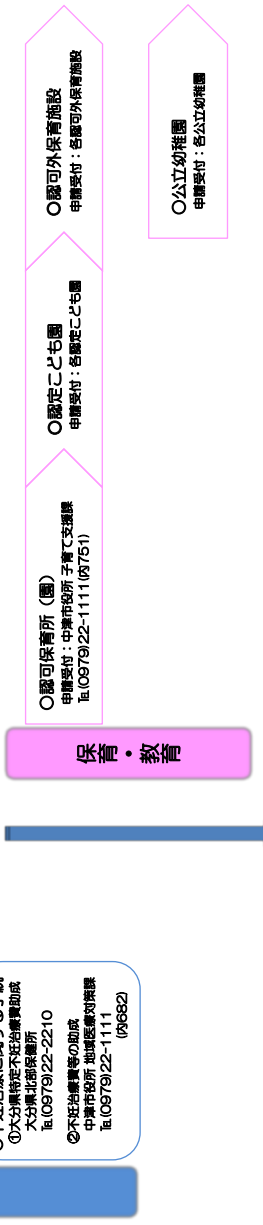 ①大分県特定不妊治療費助成
大分県北部保健所
℡(0979)22-2210
②不妊治療費等の助成
中津市役所 地域医療対策課
℡(0979)22-1111
(内682)
保育・教育
〇認可保育所（園）
申請受付：中津市役所 子育て支援課
℡(0979)22-1111(内751)
〇認定こども園
申請受付：各認定こども園
〇認可外保育施設
申請受付：各認可外保育施設
〇公立幼稚園
申請受付：各公立幼稚園